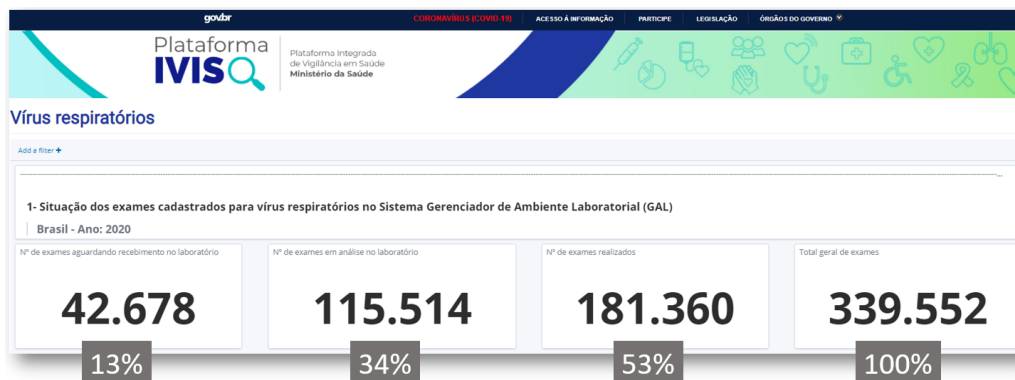 govbr
CORONAVÍRUS (COVID-19)
ACESSO À INFORMAÇÃO
PARTICIPE
LEGISLAÇÃO
ÓRGÃOS DO GOVERNO
Plataforma
IVIS
Plataforma Integrada
de Vigilância em Saúde
Ministério da Saúde
Vírus respiratórios
Add a filter +
1- Situação dos exames cadastrados para vírus respiratórios no Sistema Gerenciador de Ambiente Laboratorial (GAL)
Brasil - Ano: 2020
Nº de exames aguardando recebimento no laboratório
42.678
13%
Nº de exames em análise no laboratório
115.514
34%
Nº de exames realizados
181.360
53%
Total geral de exames
339.552
100%